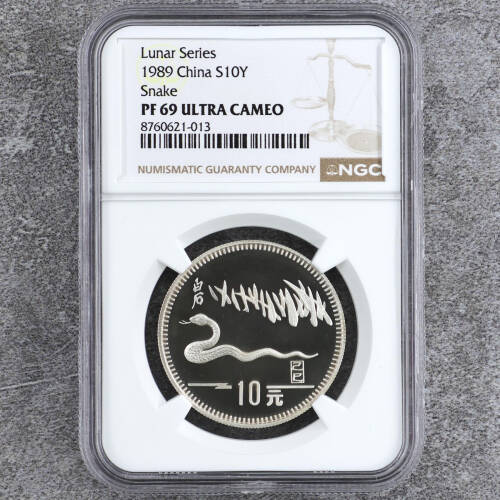 Lunar Series
1989 China S10Y
Snake
PF 69 ULTRA CAMEO
8760621-013
NUMISMATIC GUARANTY COMPANY NGC
10元